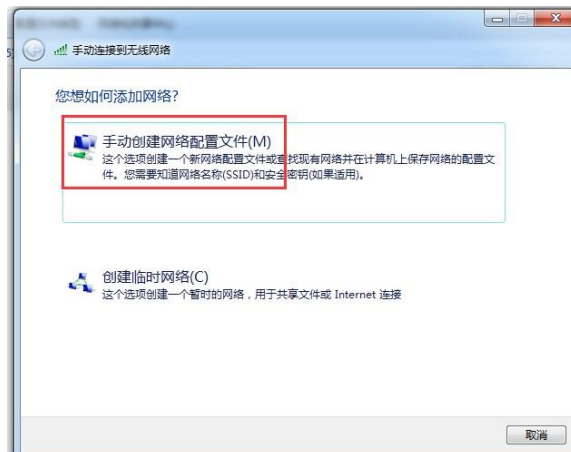 手动连接到无线网络
您想如何添加网络?
手动创建网络配置文件(M)
这个选项创建一个新网络配置文件或查找现有网络并在计算机上保存网络的配置文
件。您需要知道网络名称(SSID)和安全密钥(如果适用)。
创建临时网络(C)
这个选项创建一个暂时的网络，用于共享文件或 Internet 连接
取消